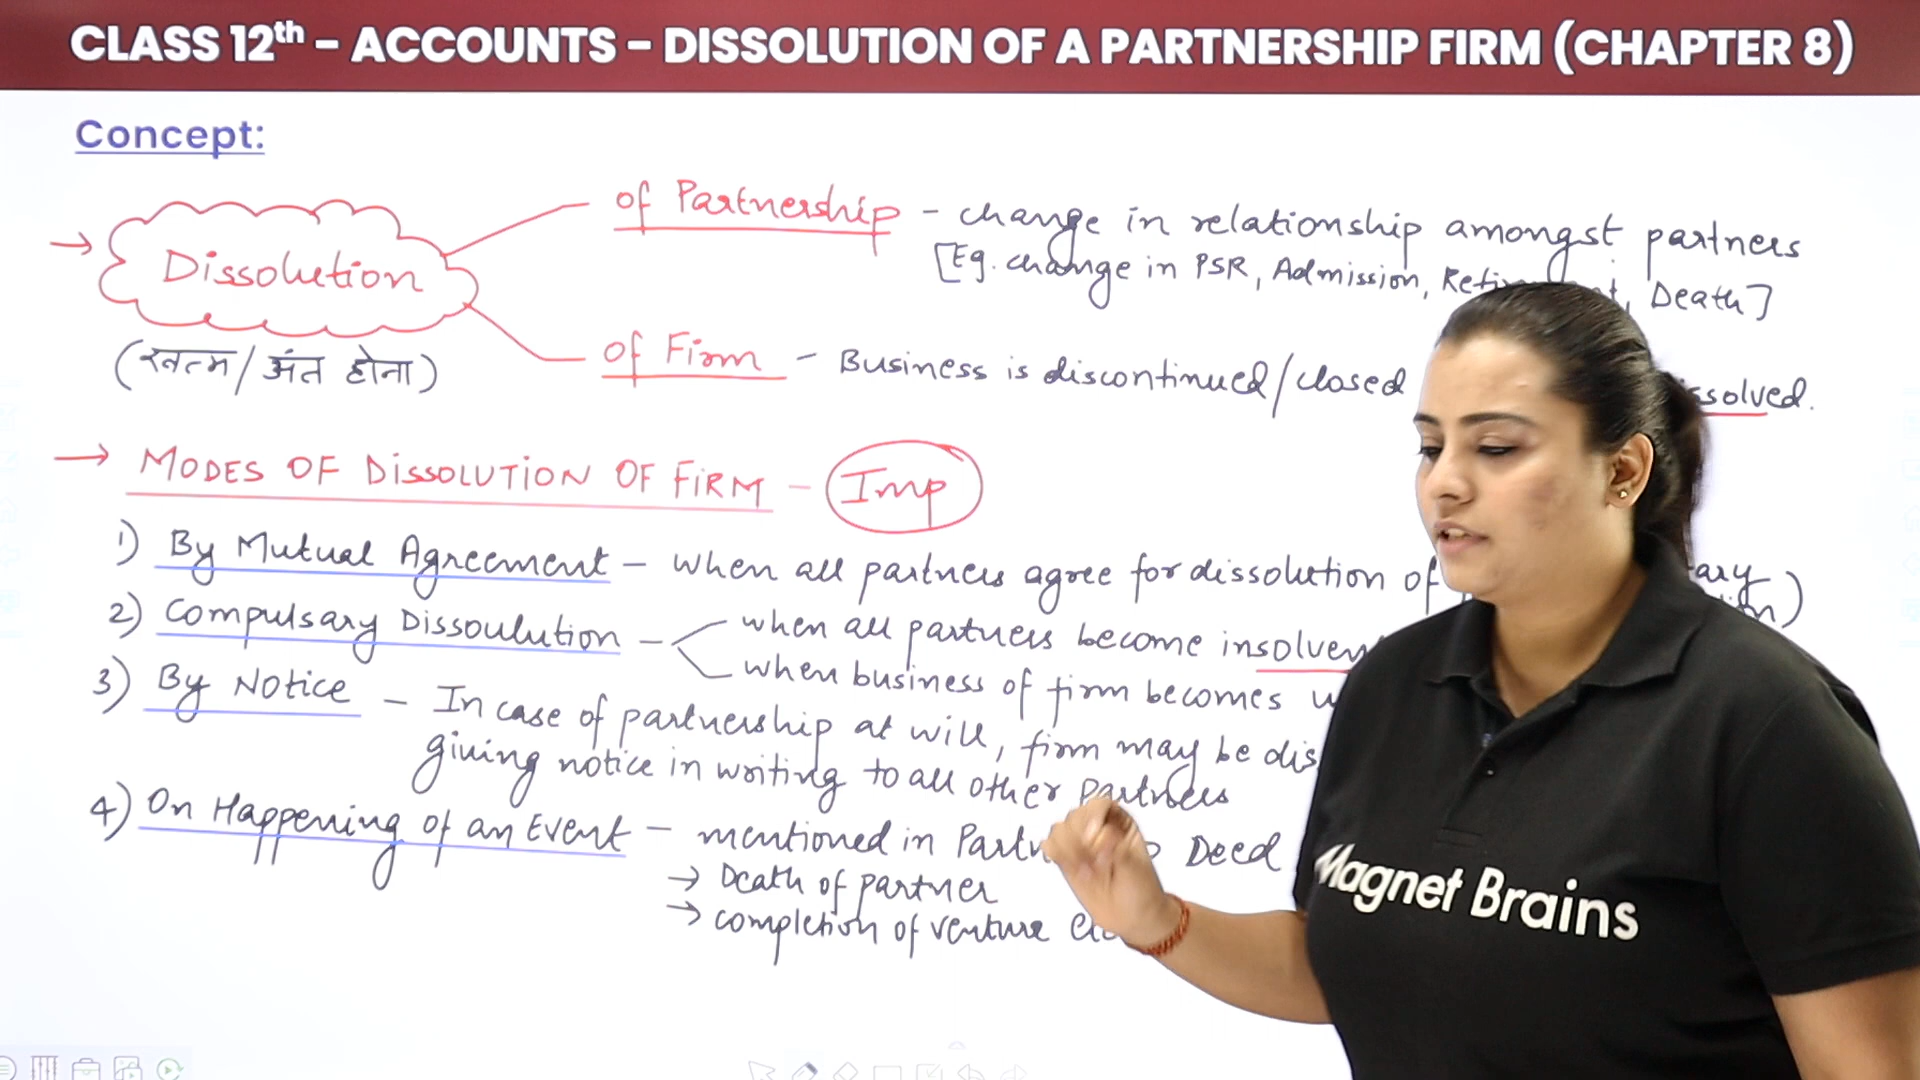 CLASS 12th – ACCOUNTS – DISSOLUTION OF A PARTNERSHIP FIRM (CHAPTER 8)
Concept:
→ Dissolution
(खत्म/अंत होना)
of Partnership – change in relationship amongst partners
[Eg. change in PSR, Admission, Death]
of Firm – Business is discontinued/closed
→ MODES OF DISSOLUTION OF FIRM – Imp
1) By Mutual Agreement – when all partners agree for dissolution of
2) Compulsary Dissoulution – when all partners become
when business of firm becomes
3) By Notice – In case of partnership at will, firm may be
giving notice in writing to all other partners
4) On Happening of an Event – mentioned in Deed
→ Death of partner
→ completion of venture
Magnet Brains